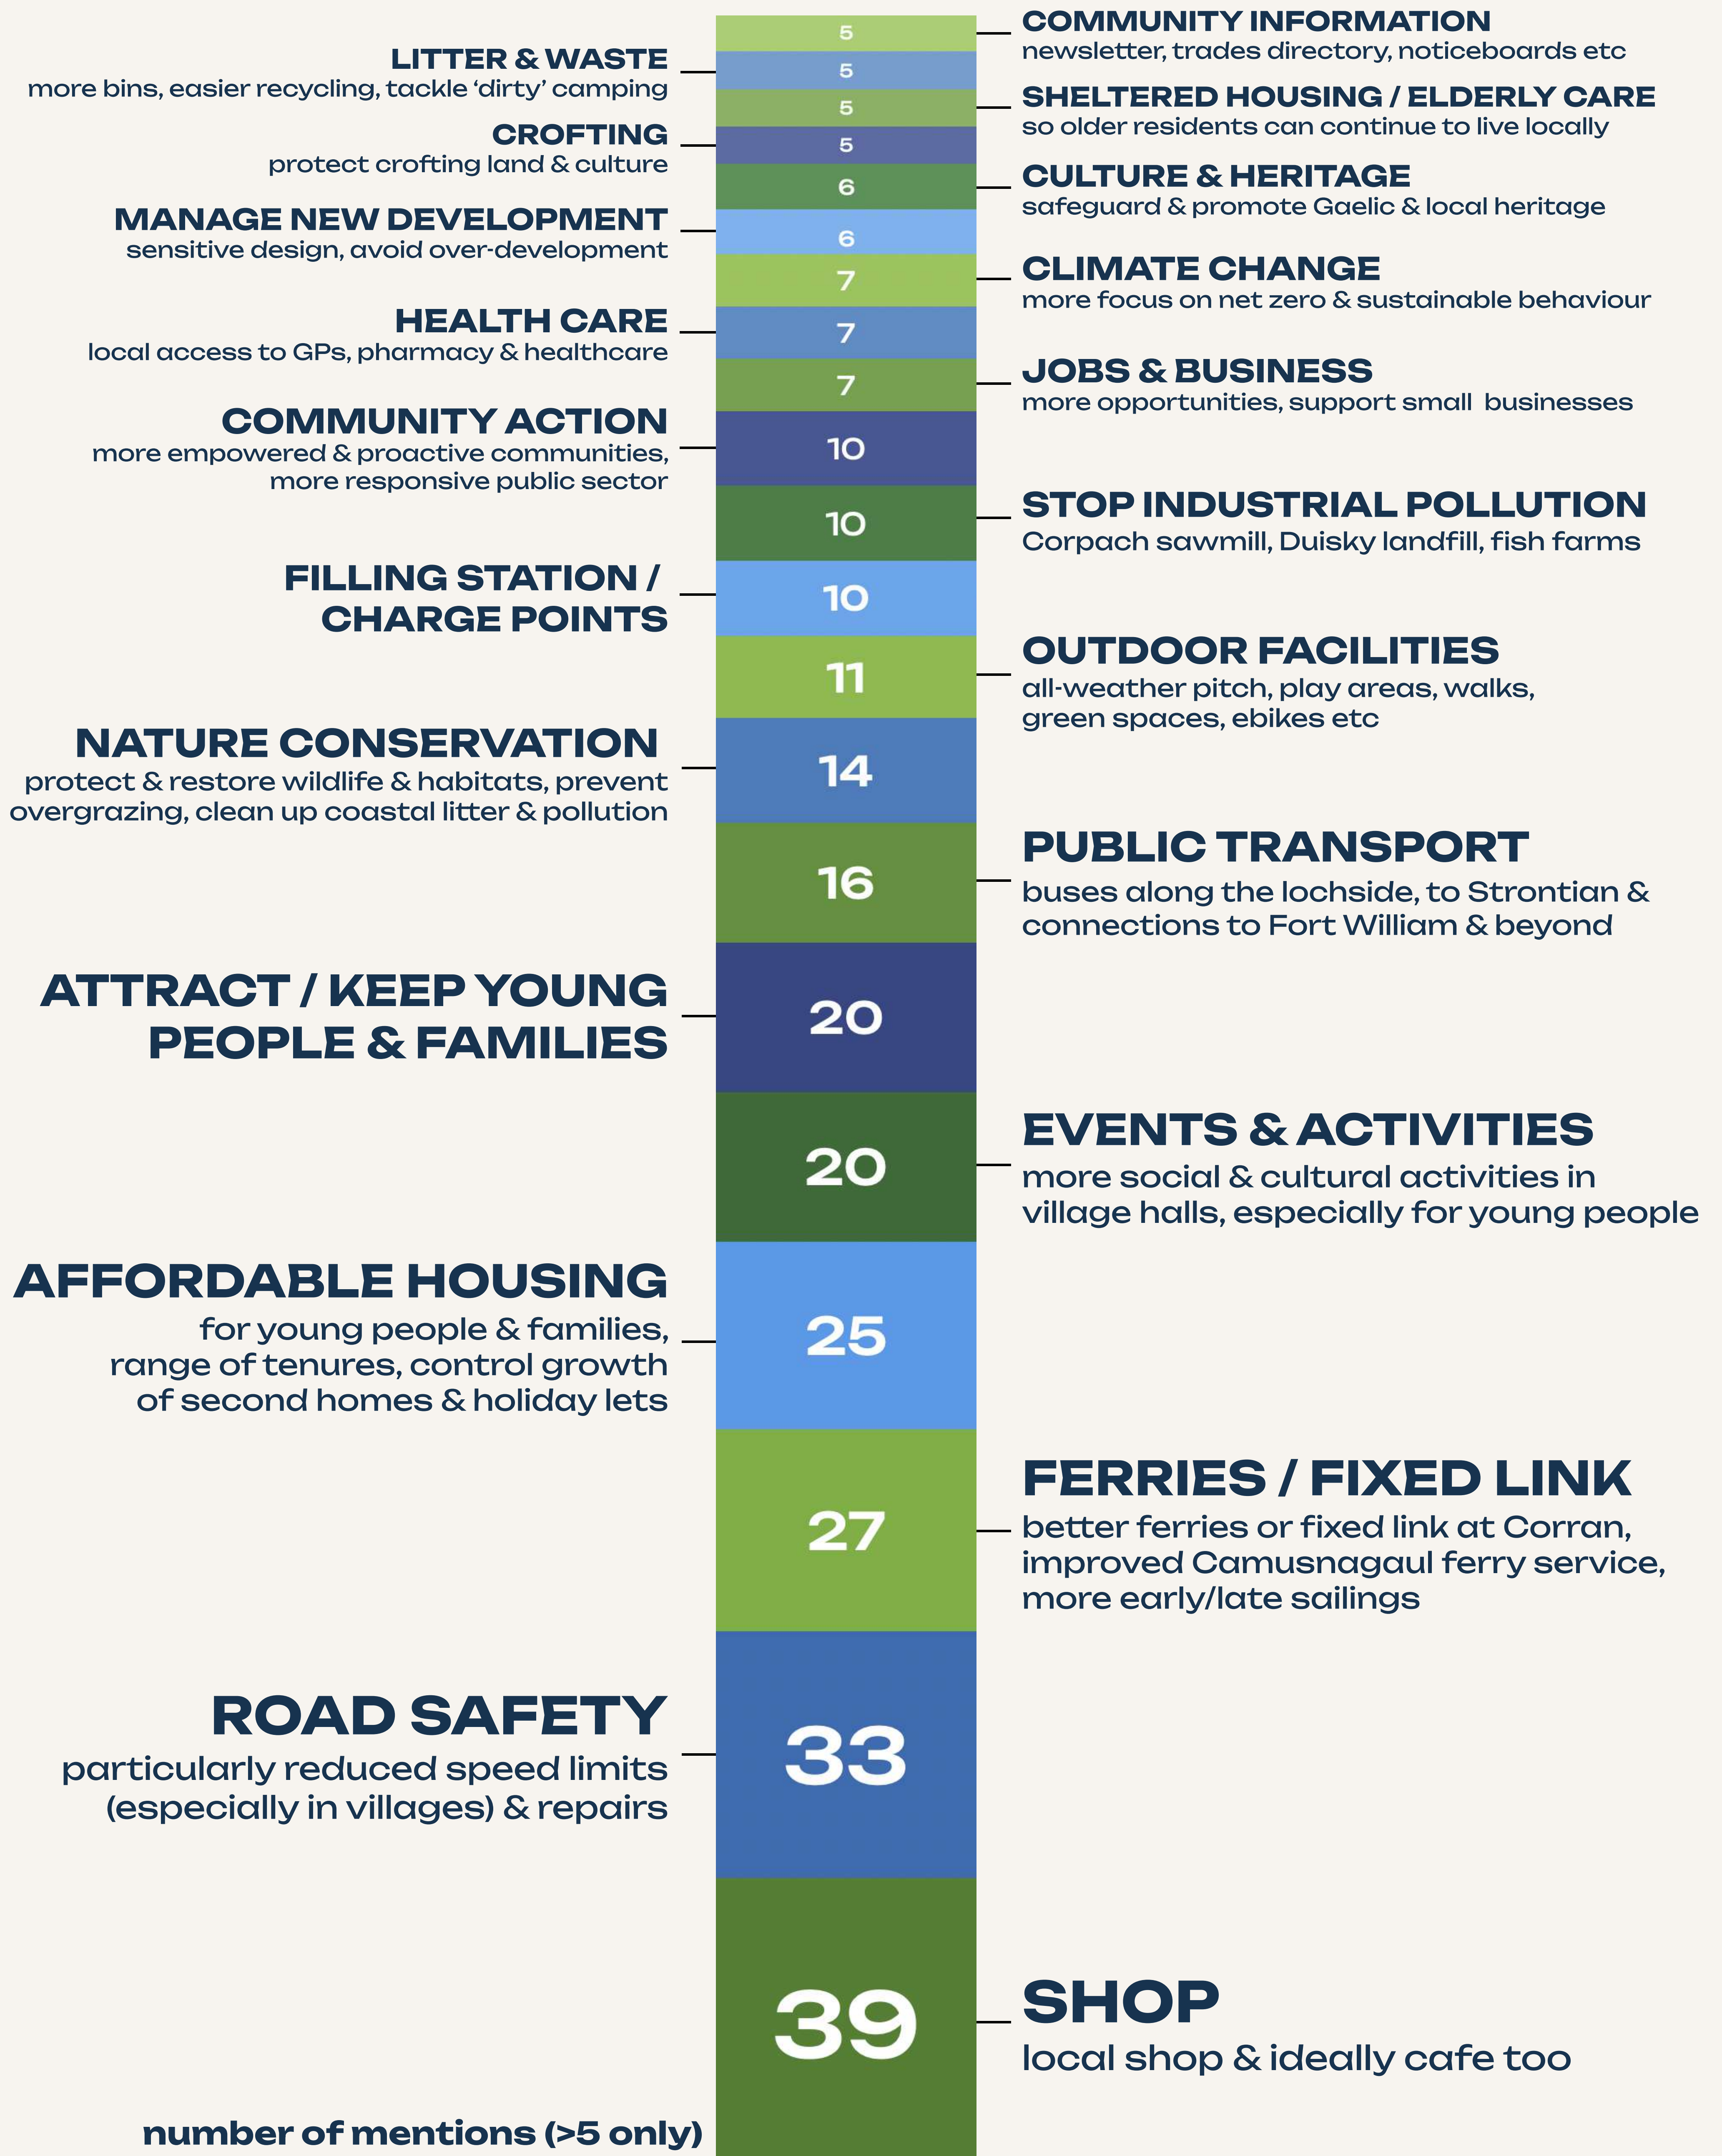 5
COMMUNITY INFORMATION
newsletter, trades directory, noticeboards etc
LITTER & WASTE
more bins, easier recycling, tackle ‘dirty’ camping
5
5
SHELTERED HOUSING / ELDERLY CARE
so older residents can continue to live locally
CROFTING
protect crofting land & culture
5
6
CULTURE & HERITAGE
safeguard & promote Gaelic & local heritage
MANAGE NEW DEVELOPMENT
sensitive design, avoid over-development
6
7
CLIMATE CHANGE
more focus on net zero & sustainable behaviour
HEALTH CARE
local access to GPs, pharmacy & healthcare
7
7
JOBS & BUSINESS
more opportunities, support small businesses
COMMUNITY ACTION
more empowered & proactive communities,
more responsive public sector
10
10
STOP INDUSTRIAL POLLUTION
Corpach sawmill, Duisky landfill, fish farms
FILLING STATION /
CHARGE POINTS
10
11
OUTDOOR FACILITIES
all-weather pitch, play areas, walks,
green spaces, ebikes etc
NATURE CONSERVATION
protect & restore wildlife & habitats, prevent
overgrazing, clean up coastal litter & pollution
14
16
PUBLIC TRANSPORT
buses along the lochside, to Strontian &
connections to Fort William & beyond
ATTRACT / KEEP YOUNG
PEOPLE & FAMILIES
20
20
EVENTS & ACTIVITIES
more social & cultural activities in
village halls, especially for young people
AFFORDABLE HOUSING
for young people & families,
range of tenures, control growth
of second homes & holiday lets
25
27
FERRIES / FIXED LINK
better ferries or fixed link at Corran,
improved Camusnagaul ferry service,
more early/late sailings
ROAD SAFETY
particularly reduced speed limits
(especially in villages) & repairs
33
39
SHOP
local shop & ideally cafe too
number of mentions (>5 only)